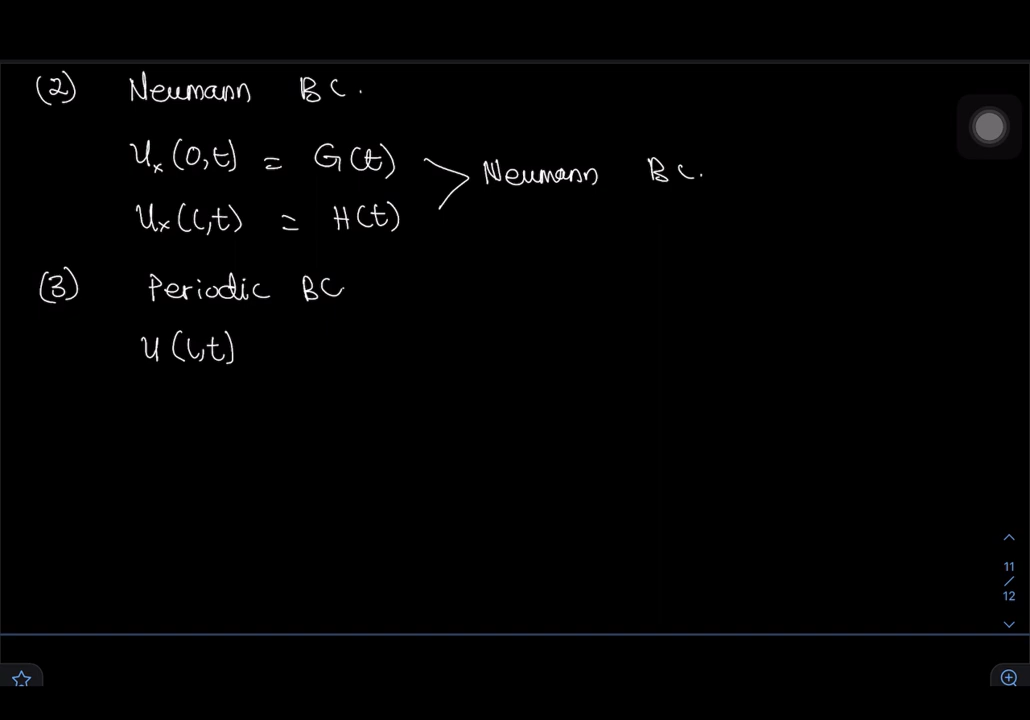 (2) Neumann BC.
Ux(0,t) = G(t)
Neumann BC.
Ux(L,t) = H(t)
(3) Periodic BC
U(L,t)
11
/
12